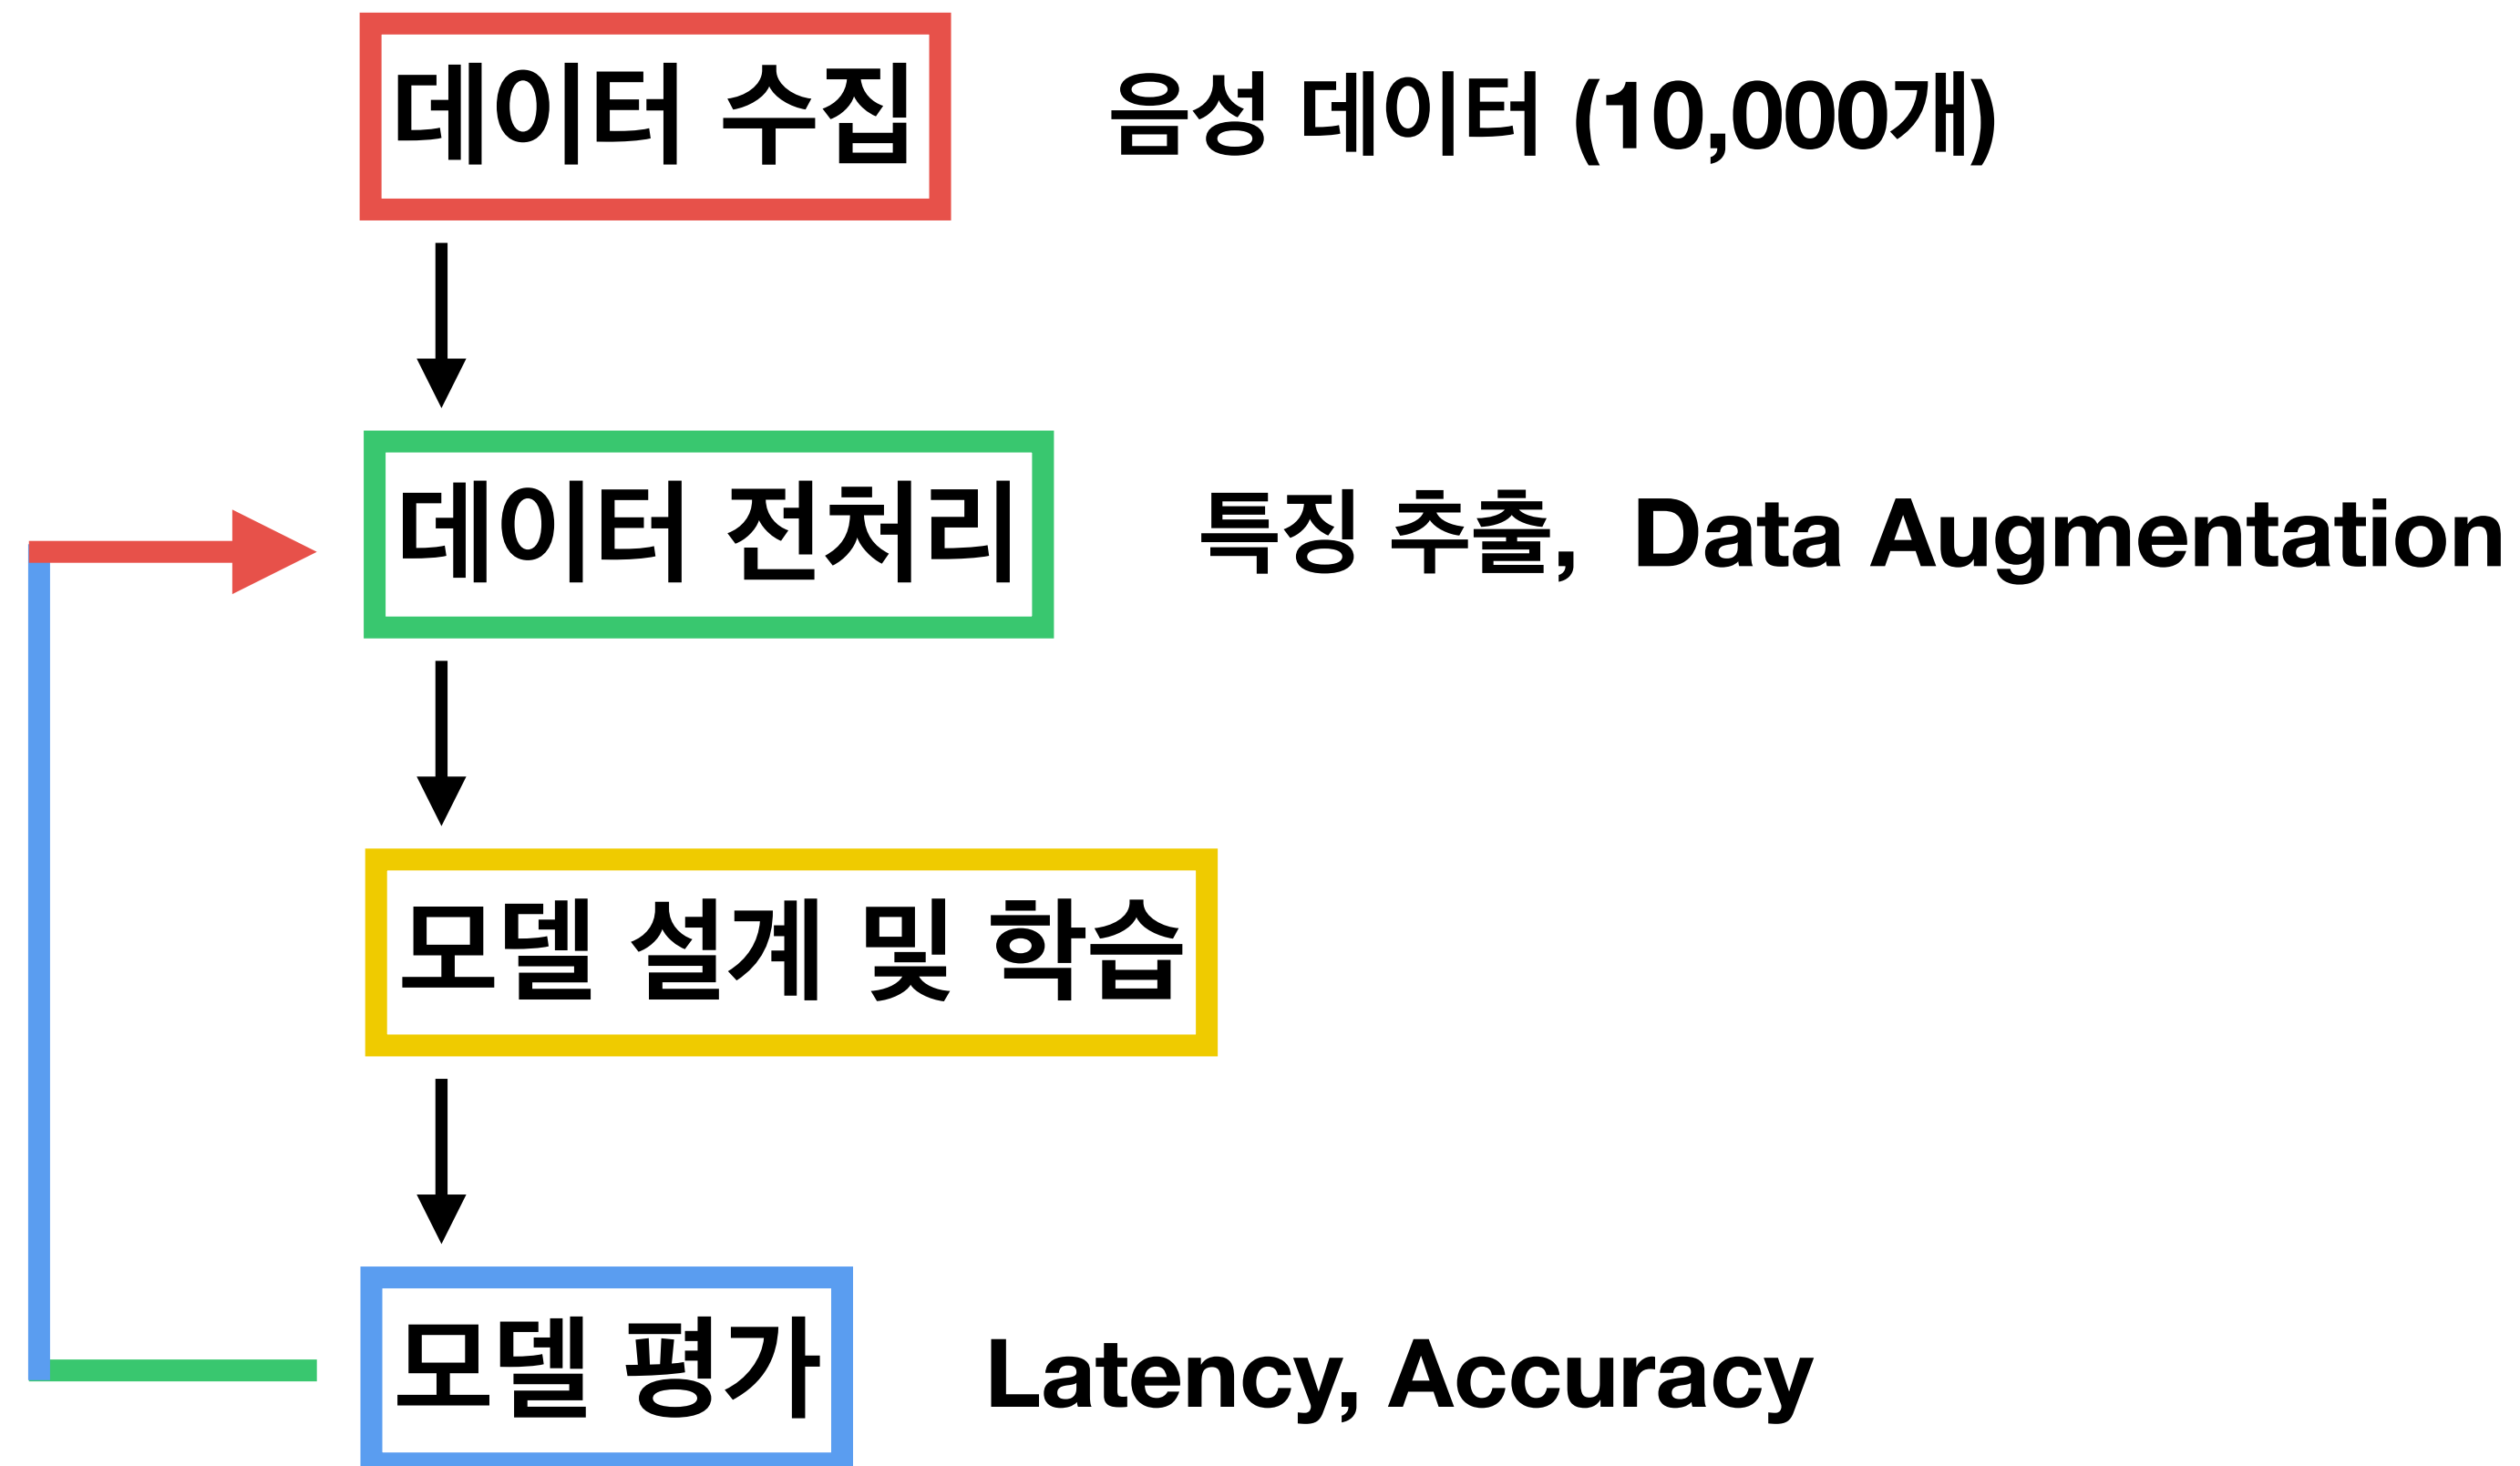 데이터 수집 음성 데이터 (10,000개)
데이터 전처리 특징 추출, Data Augmentation
모델 설계 및 학습
모델 평가 Latency, Accuracy